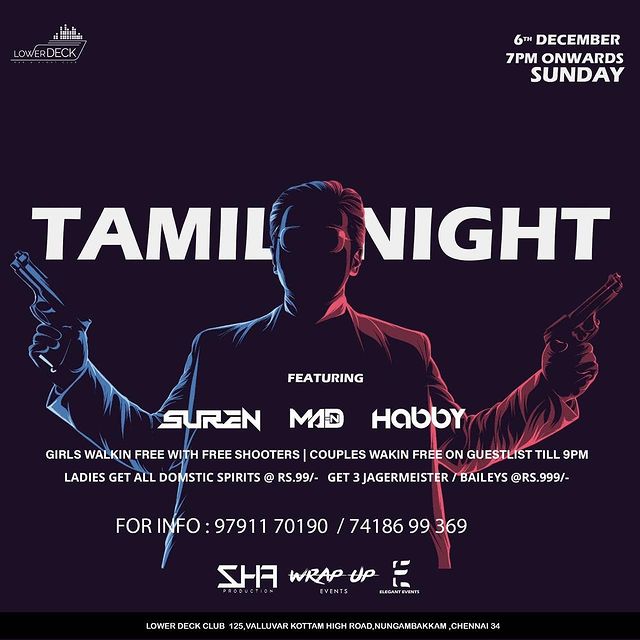 LOWERDECK
6TH DECEMBER
7PM ONWARDS
SUNDAY
TAMIL NIGHT
FEATURING
SUREN MADEN HABBY
GIRLS WALKIN FREE WITH FREE SHOOTERS | COUPLES WAKIN FREE ON GUESTLIST TILL 9PM
LADIES GET ALL DOMSTIC SPIRITS @ RS.99/- GET 3 JAGERMEISTER / BAILEYS @RS.999/-
FOR INFO : 97911 70190 / 74186 99 369
SHA WRAP UP E
PRODUCTION EVENTS ELEGANT EVENTS
LOWER DECK CLUB 125,VALLUVAR KOTTAM HIGH ROAD,NUNGAMBAKKAM ,CHENNAI 34